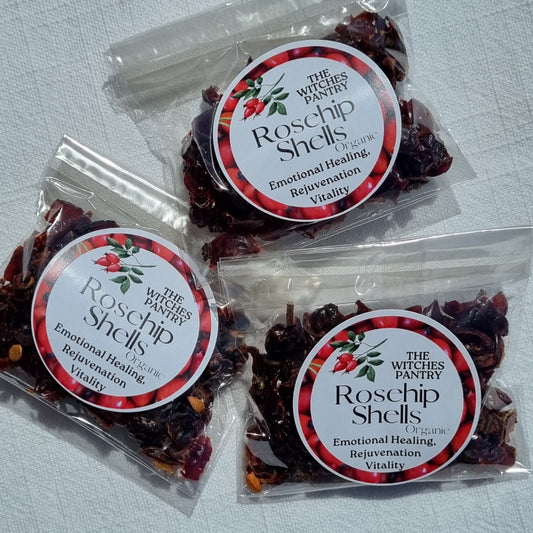 THE
WITCHES
PANTRY
Rosehip
Shells
Organic
Emotional Healing,
Rejuvenation
Vitality
THE
WITCHES
PANTRY
Rosehip
Shells
Organic
Emotional Healing,
Rejuvenation
Vitality
THE
WITCHES
PANTRY
Rosehip
Shells
Organic
Emotional Healing,
Rejuvenation
Vitality